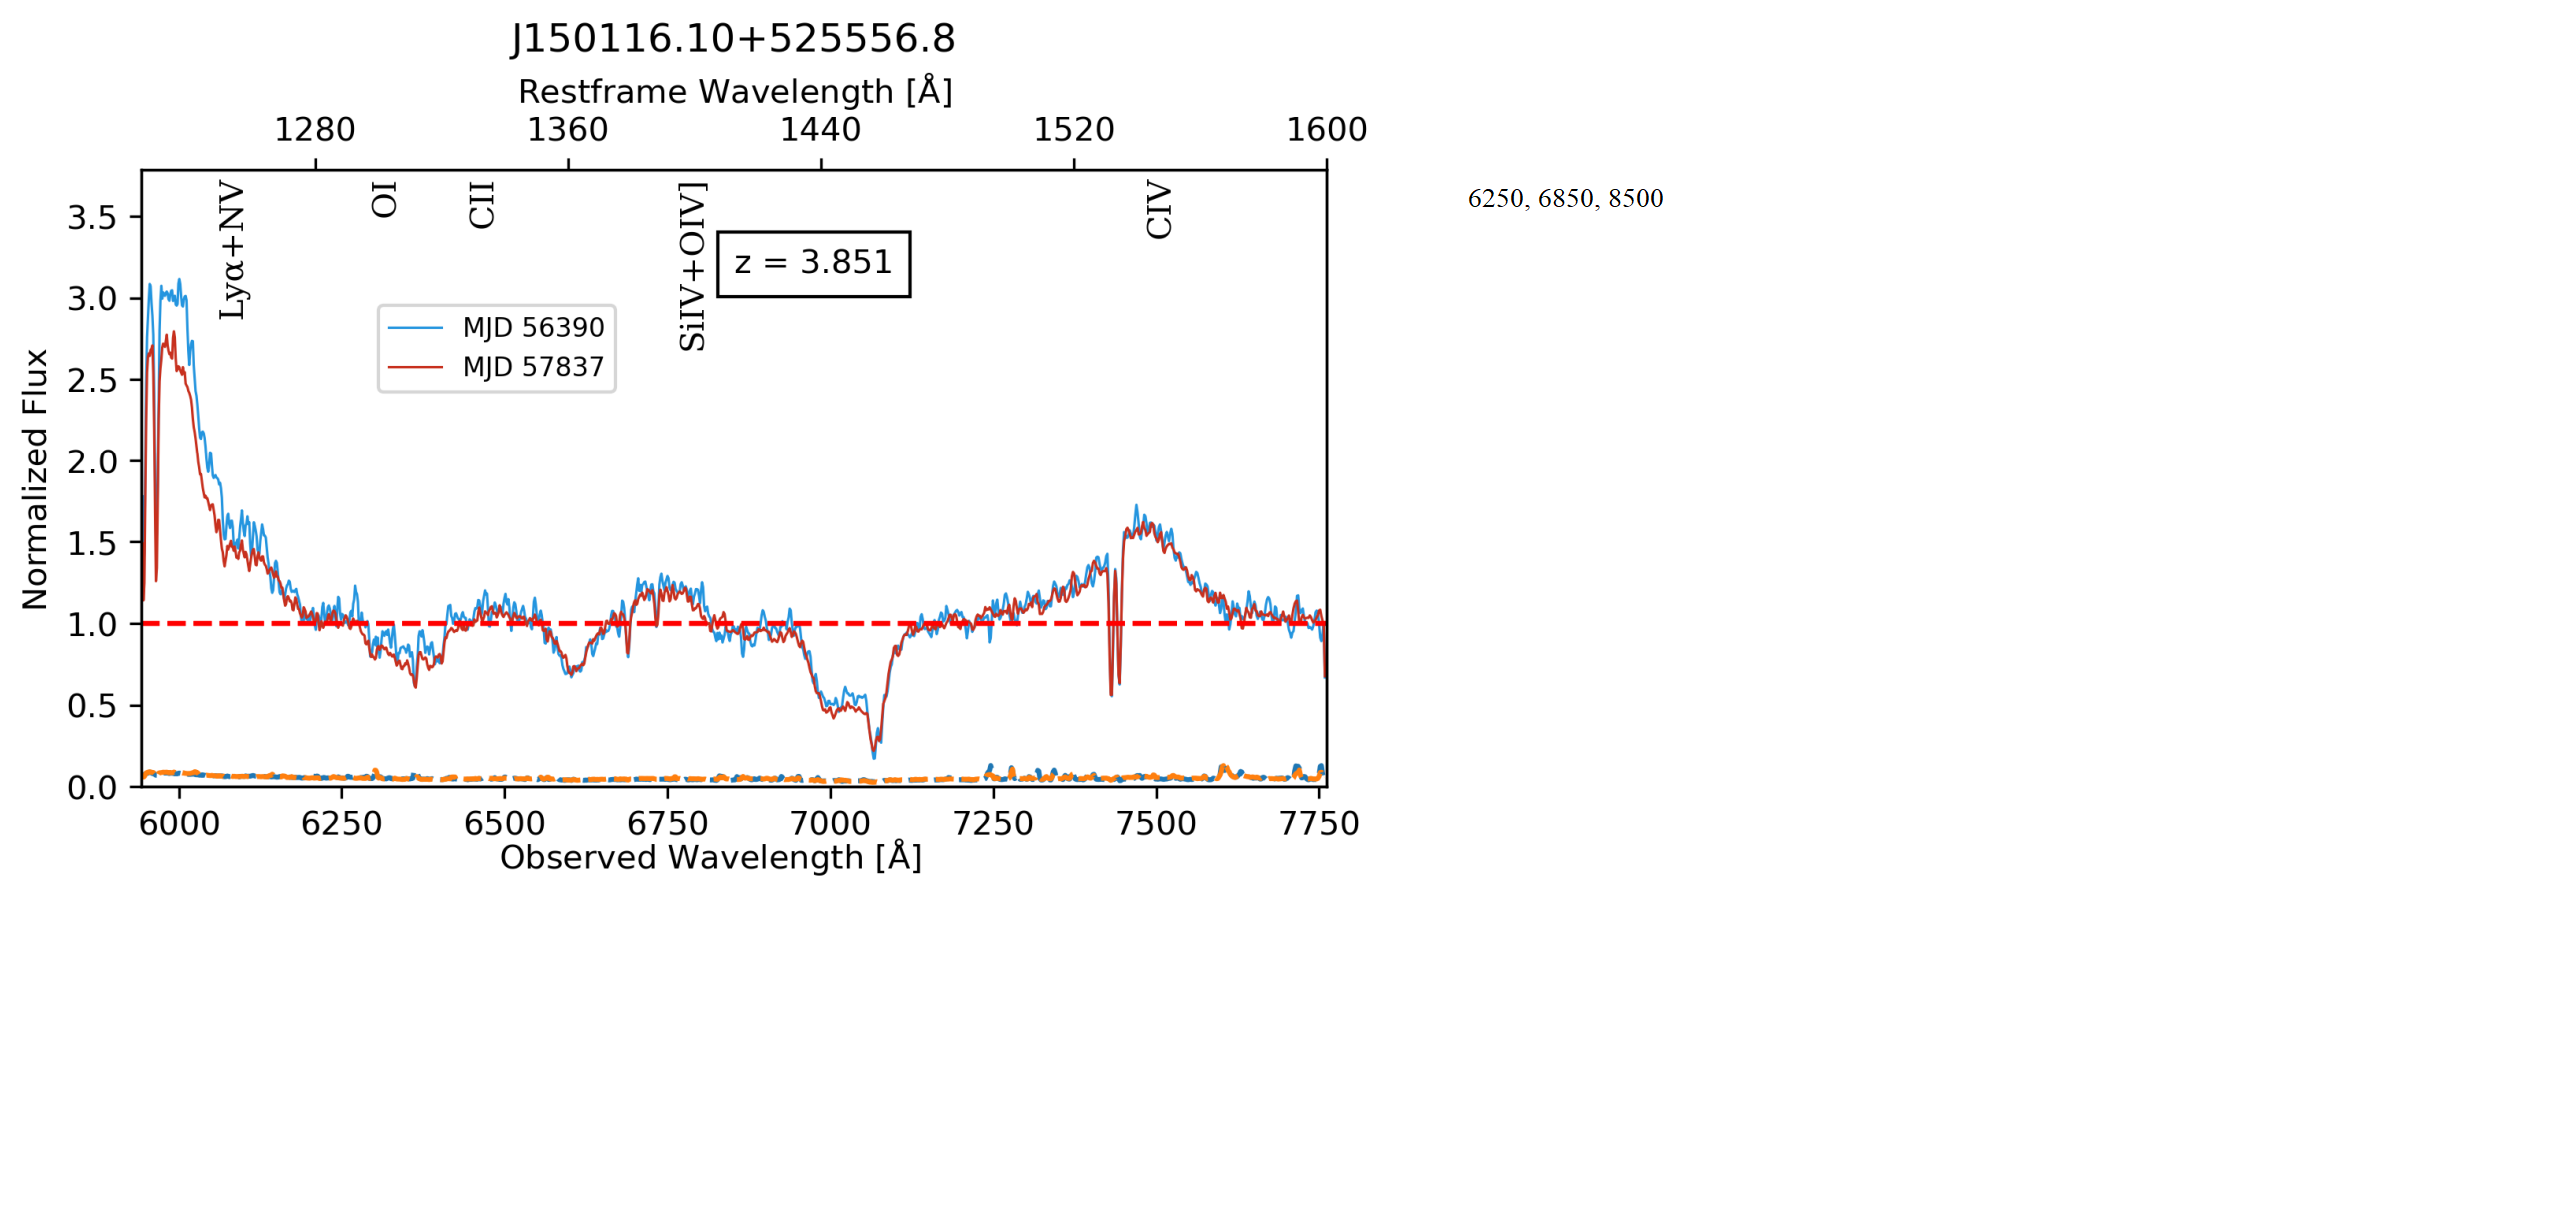 J150116.10+525556.8
Restframe Wavelength [Å]
1280 1360 1440 1520 1600
Lyα+NV
OI
CII
SiIV+OIV]
CIV
z = 3.851
MJD 56390
MJD 57837
Normalized Flux
3.5
3.0
2.5
2.0
1.5
1.0
0.5
0.0
6000 6250 6500 6750 7000 7250 7500 7750
Observed Wavelength [Å]
6250, 6850, 8500